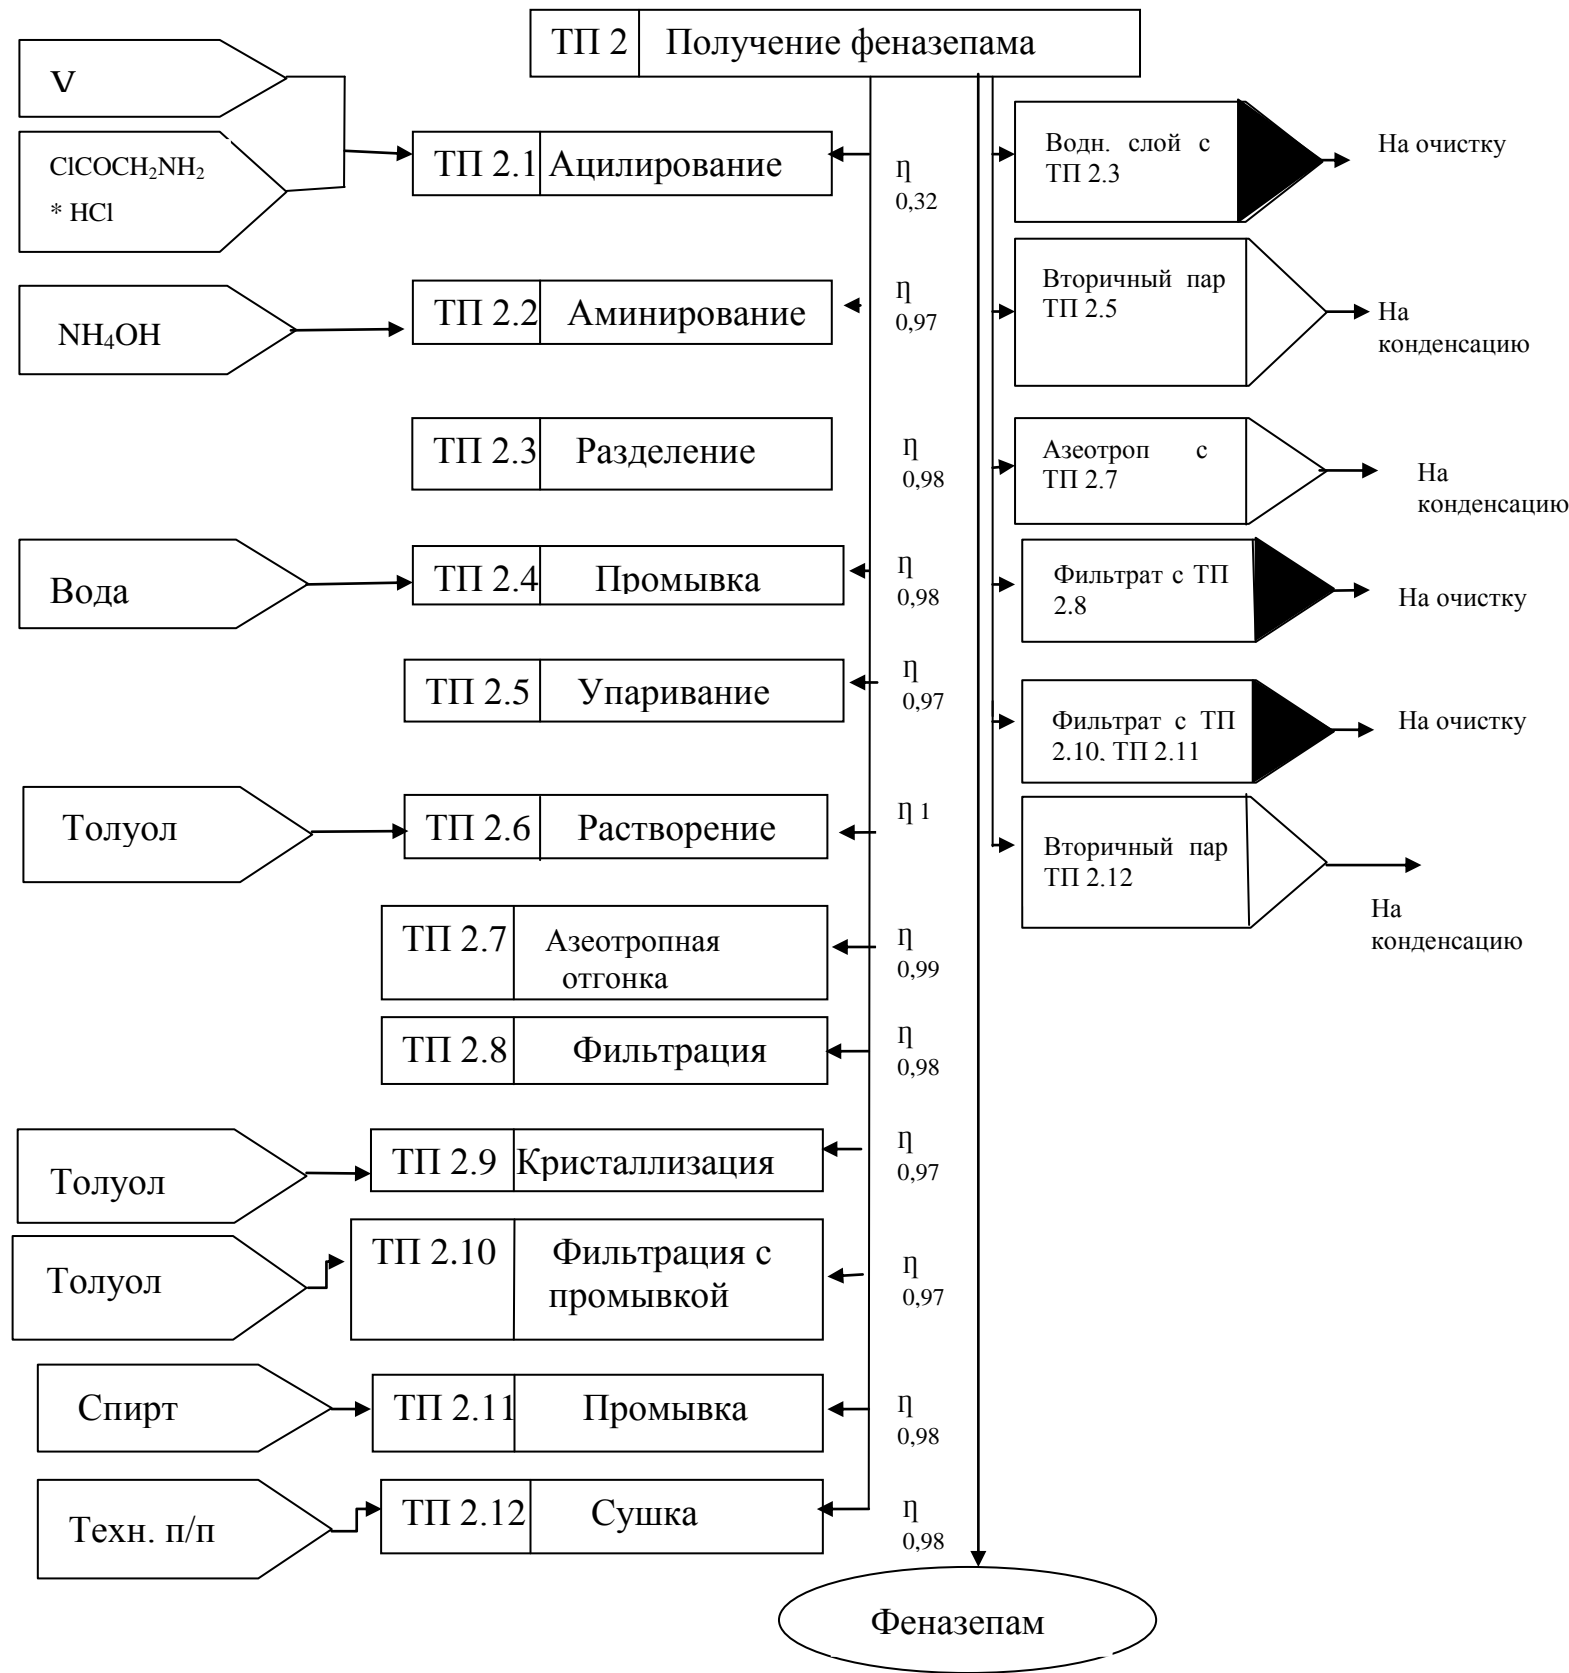 ТП 2 Получение феназепама
V
ClCOCH₂NH₂
* HCl
ТП 2.1 Ацилирование
η
0,32
Водн. слой с
ТП 2.3
На очистку
NH₄OH
ТП 2.2 Аминирование
η
0,97
Вторичный пар
ТП 2.5
На
конденсацию
ТП 2.3 Разделение
η
0,98
Азеотроп с
ТП 2.7
На
конденсацию
Вода
ТП 2.4 Промывка
η
0,98
Фильтрат с ТП
2.8
На очистку
ТП 2.5 Упаривание
η
0,97
Фильтрат с ТП
2.10, ТП 2.11
На очистку
Толуол
ТП 2.6 Растворение
η 1
Вторичный пар
ТП 2.12
На
конденсацию
ТП 2.7 Азеотропная
отгонка
η
0,99
ТП 2.8 Фильтрация
η
0,98
Толуол
ТП 2.9 Кристаллизация
η
0,97
Толуол
ТП 2.10 Фильтрация с
промывкой
η
0,97
Спирт
ТП 2.11 Промывка
η
0,98
Техн. п/п
ТП 2.12 Сушка
η
0,98
Феназепам